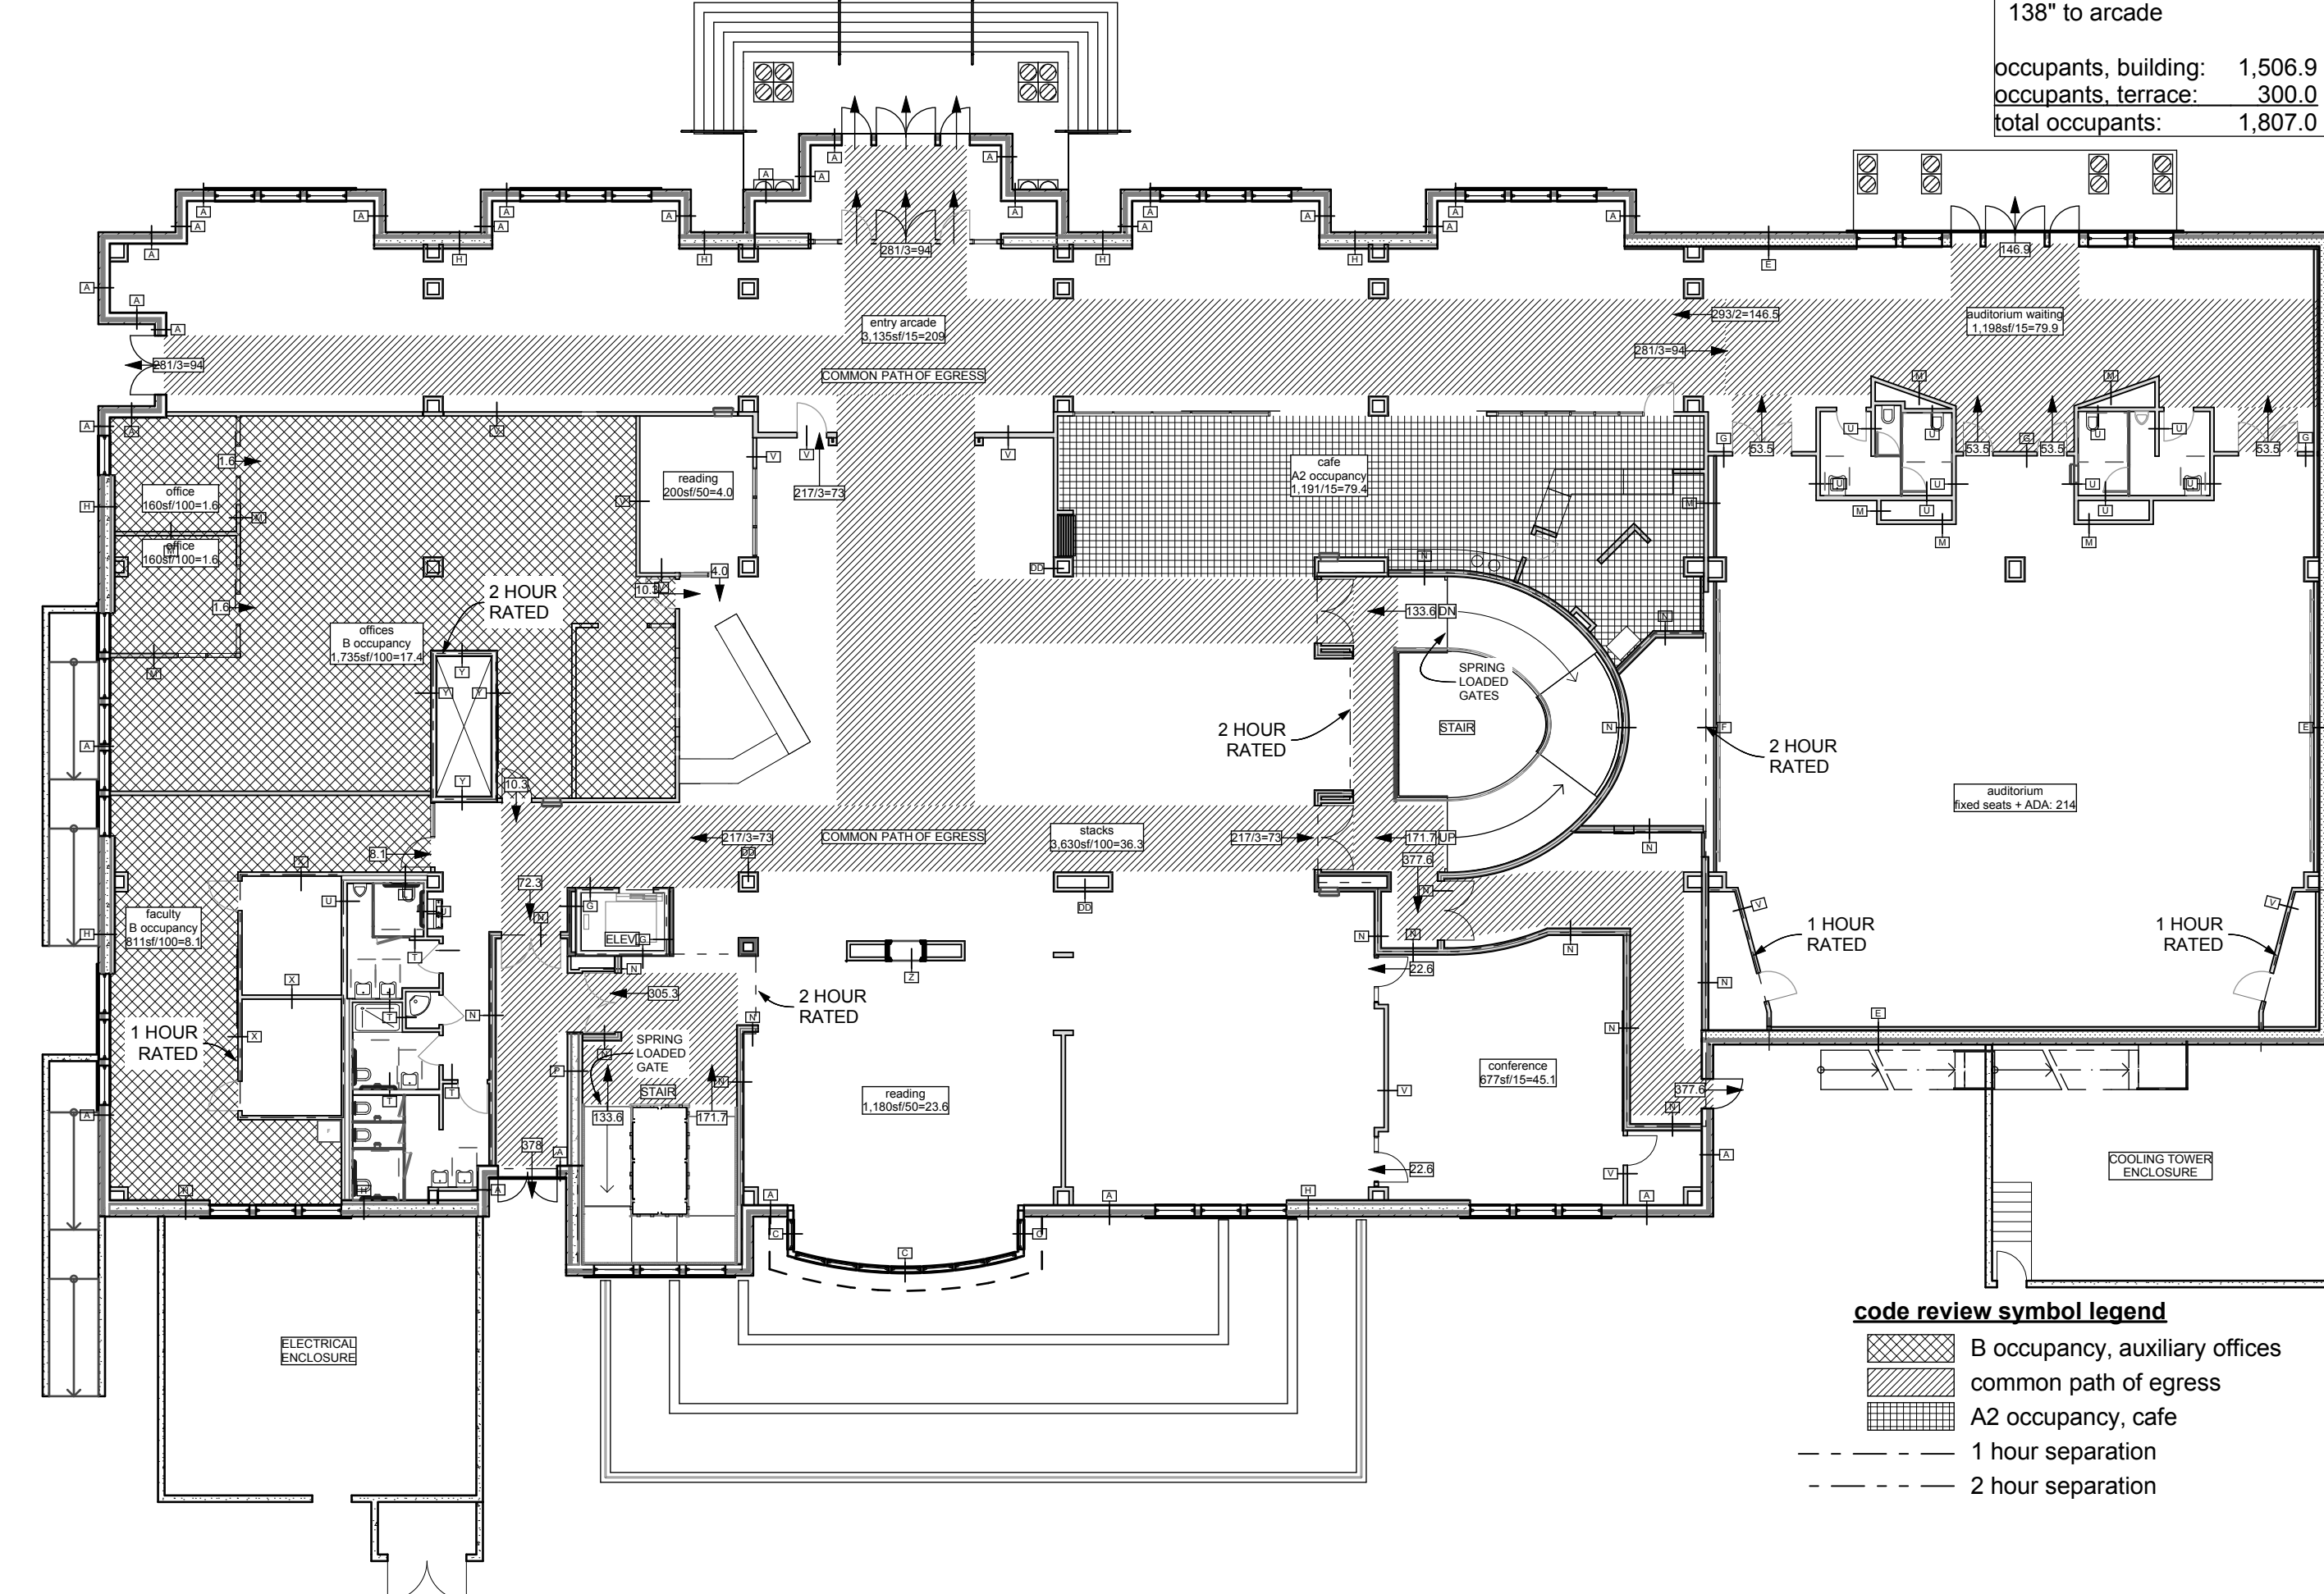 138" to arcade
occupants, building: 1,506.9
occupants, terrace: 300.0
total occupants: 1,807.0
281/3=94
146.9
entry arcade
3,135sf/15=209
293/2=146.5
auditorium waiting
1,198sf/15=79.9
281/3=94
281/3=94
COMMON PATH OF EGRESS
53.5
53.5
53.5
53.5
1.6
office
160sf/100=1.6
office
160sf/100=1.6
1.6
reading
200sf/50=4.0
217/3=73
cafe
A2 occupancy
1,191/15=79.4
4.0
10.3
2 HOUR
RATED
offices
B occupancy
1,735sf/100=17.4
133.6 DN
SPRING
LOADED
GATES
STAIR
2 HOUR
RATED
2 HOUR
RATED
auditorium
fixed seats + ADA: 214
10.3
217/3=73
COMMON PATH OF EGRESS
stacks
3,630sf/100=36.3
217/3=73
171.7 UP
377.6
8.1
72.3
faculty
B occupancy
811sf/100=8.1
ELEV
1 HOUR
RATED
1 HOUR
RATED
22.6
305.3
2 HOUR
RATED
1 HOUR
RATED
SPRING
LOADED
GATE
STAIR
133.6
171.7
reading
1,180sf/50=23.6
conference
677sf/15=45.1
377.6
378
22.6
COOLING TOWER
ENCLOSURE
ELECTRICAL
ENCLOSURE
code review symbol legend
B occupancy, auxiliary offices
common path of egress
A2 occupancy, cafe
1 hour separation
2 hour separation